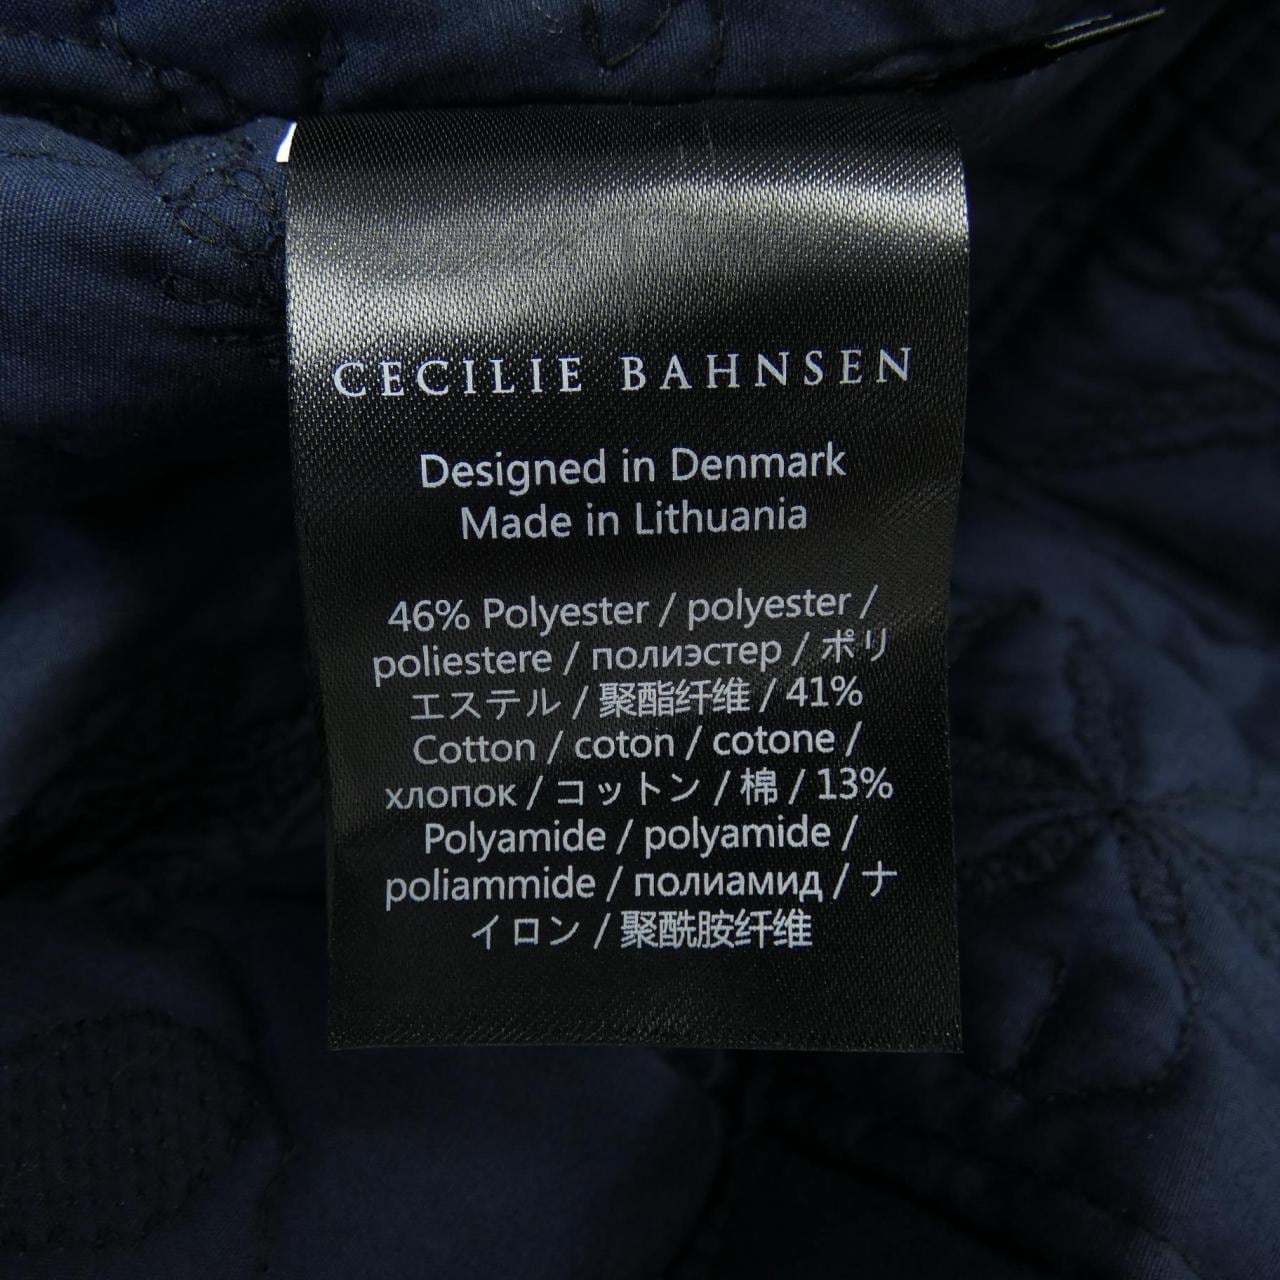 CECILIE BAHNSEN
Designed in Denmark
Made in Lithuania
46% Polyester / polyester /
poliestere / полиэстер / ポリ
エステル / 聚酯纤维 / 41%
Cotton / coton / cotone /
хлопок / コットン / 棉 / 13%
Polyamide / polyamide /
poliammide / полиамид / ナ
イロン / 聚酰胺纤维